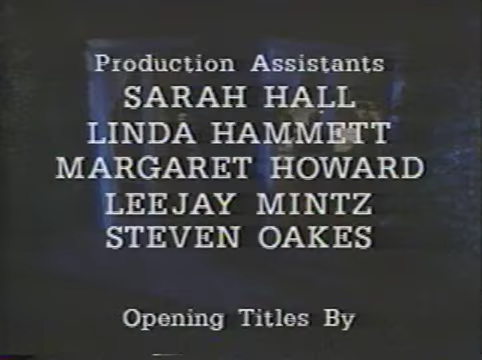 Production Assistants
SARAH HALL
LINDA HAMMETT
MARGARET HOWARD
LEEJAY MINTZ
STEVEN OAKES
Opening Titles By